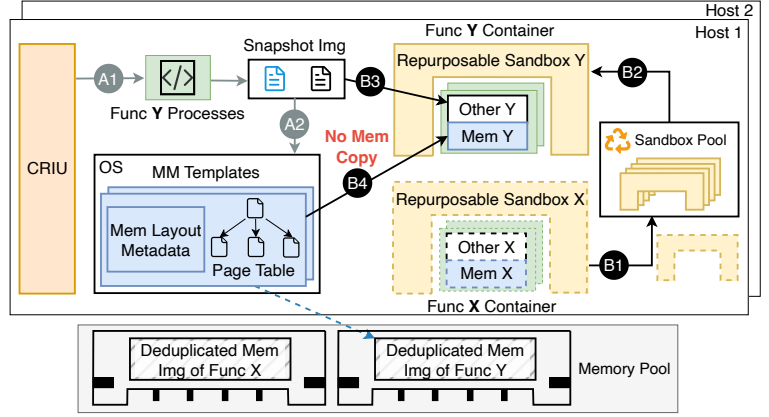 Host 2
Host 1
Func Y Container
Snapshot Img
Repurposable Sandbox Y
A1
B3
B2
Func Y Processes
Other Y
Mem Y
A2
No Mem
Copy
Sandbox Pool
CRIU
OS
MM Templates
B4
Mem Layout
Metadata
Page Table
Repurposable Sandbox X
Other X
Mem X
B1
Func X Container
Deduplicated Mem
Img of Func X
Deduplicated Mem
Img of Func Y
Memory Pool